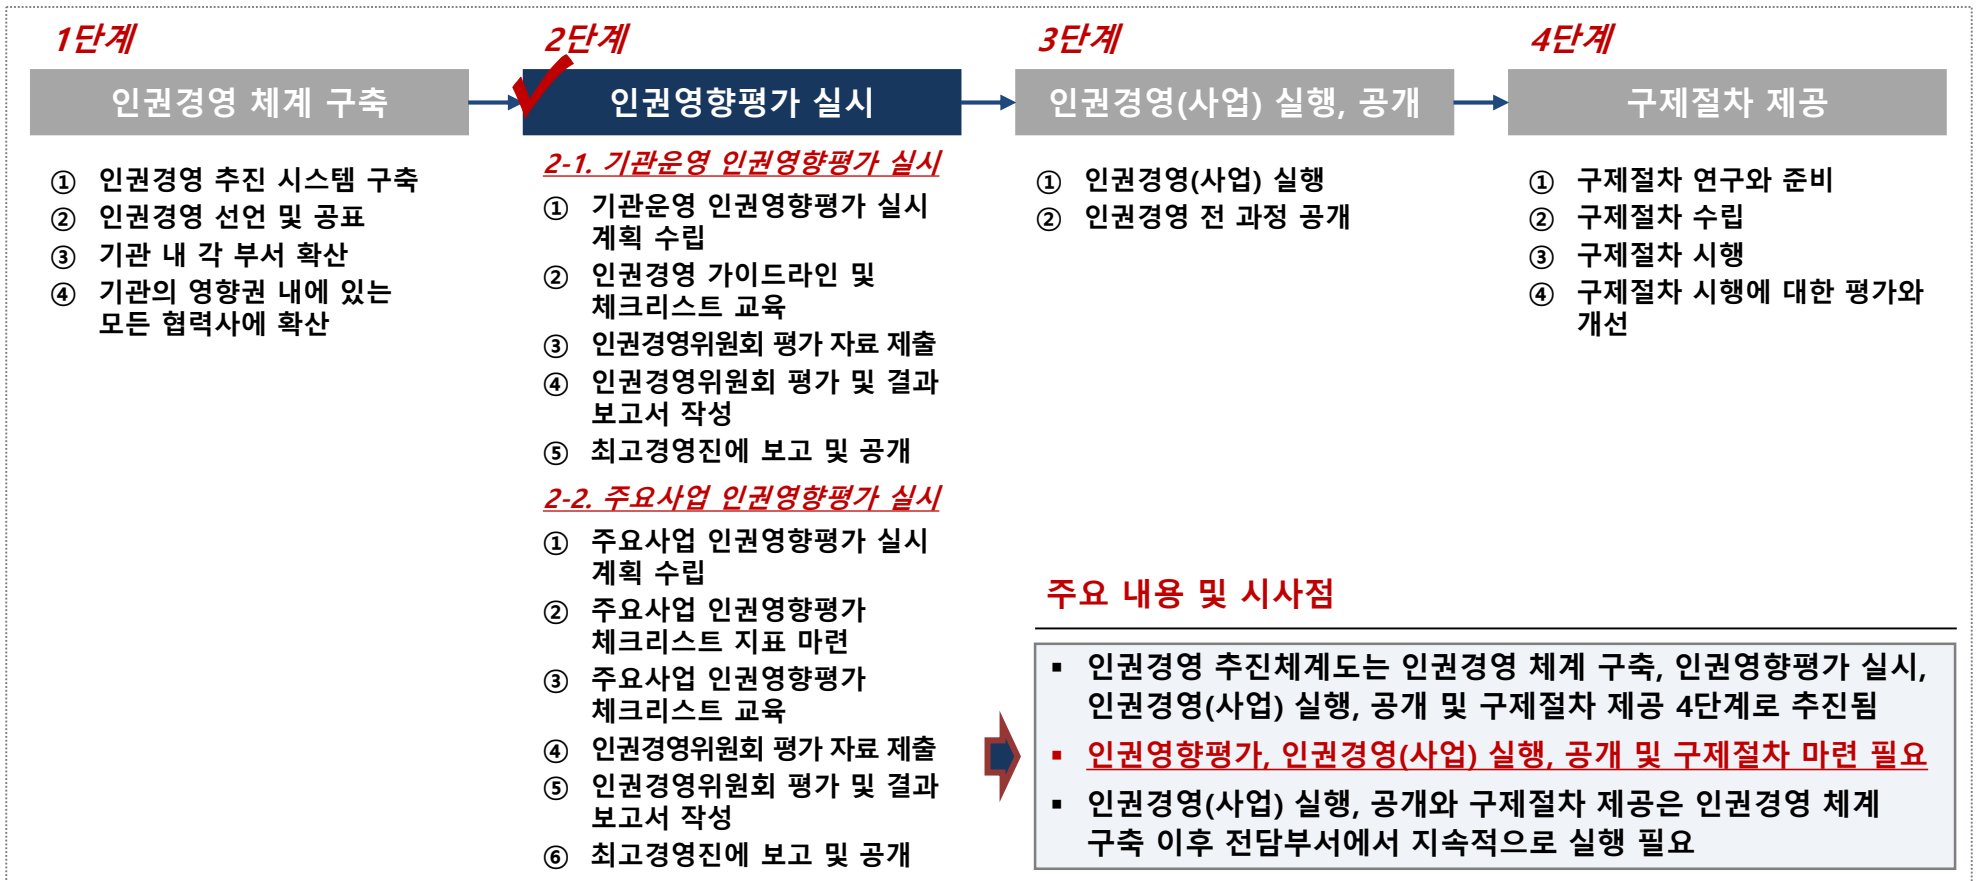 1단계
인권경영 체계 구축
① 인권경영 추진 시스템 구축
② 인권경영 선언 및 공표
③ 기관 내 각 부서 확산
④ 기관의 영향권 내에 있는
모든 협력사에 확산
2단계
인권영향평가 실시
2-1. 기관운영 인권영향평가 실시
① 기관운영 인권영향평가 실시
계획 수립
② 인권경영 가이드라인 및
체크리스트 교육
③ 인권경영위원회 평가 자료 제출
④ 인권경영위원회 평가 및 결과
보고서 작성
⑤ 최고경영진에 보고 및 공개
2-2. 주요사업 인권영향평가 실시
① 주요사업 인권영향평가 실시
계획 수립
② 주요사업 인권영향평가
체크리스트 지표 마련
③ 주요사업 인권영향평가
체크리스트 교육
④ 인권경영위원회 평가 자료 제출
⑤ 인권경영위원회 평가 및 결과
보고서 작성
⑥ 최고경영진에 보고 및 공개
3단계
인권경영(사업) 실행, 공개
① 인권경영(사업) 실행
② 인권경영 전 과정 공개
4단계
구제절차 제공
① 구제절차 연구와 준비
② 구제절차 수립
③ 구제절차 시행
④ 구제절차 시행에 대한 평가와
개선
주요 내용 및 시사점
▪ 인권경영 추진체계도는 인권경영 체계 구축, 인권영향평가 실시,
인권경영(사업) 실행, 공개 및 구제절차 제공 4단계로 추진됨
▪ 인권영향평가, 인권경영(사업) 실행, 공개 및 구제절차 마련 필요
▪ 인권경영(사업) 실행, 공개와 구제절차 제공은 인권경영 체계
구축 이후 전담부서에서 지속적으로 실행 필요